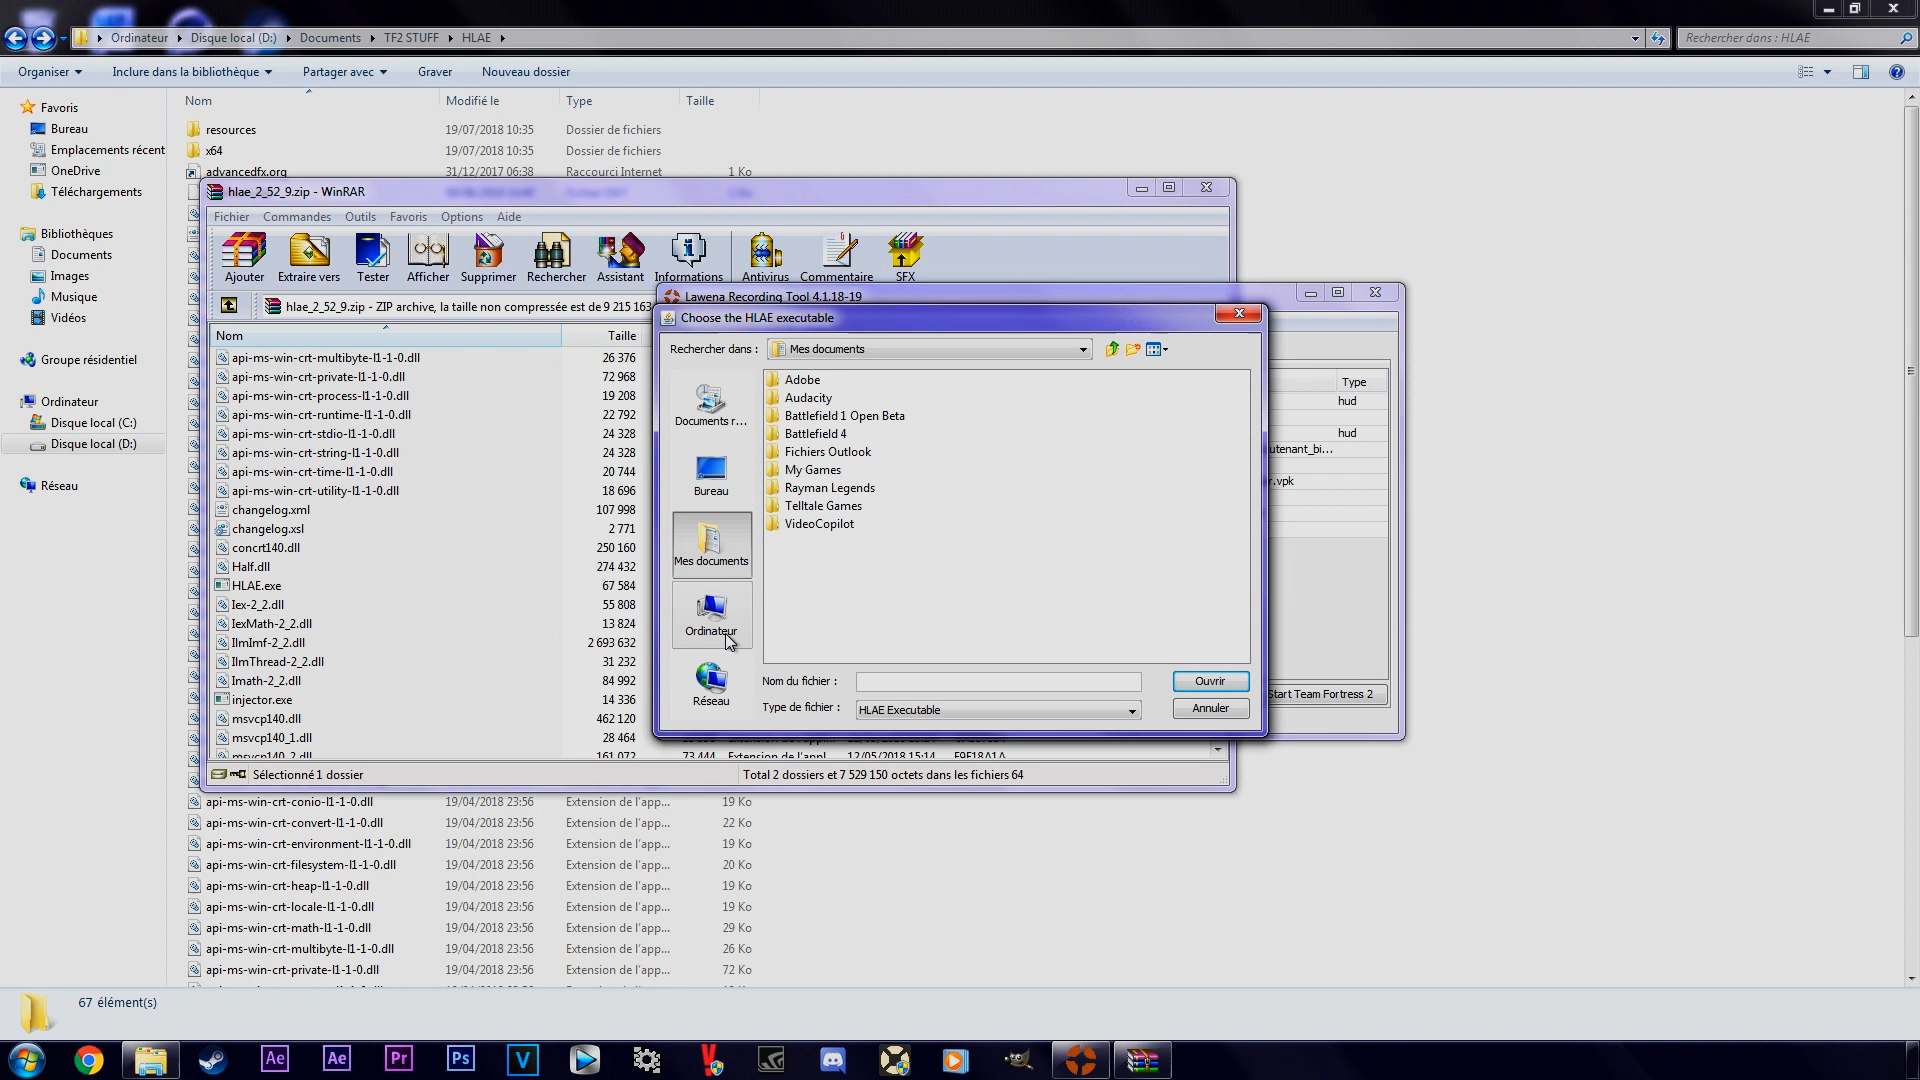 Ordinateur Disque local (D:) Documents TF2 STUFF HLAE
Rechercher dans : HLAE
Organiser Inclure dans la bibliothèque Partager avec Graver Nouveau dossier
Nom Modifié le Type Taille
Favoris
Bureau
Emplacements récent
OneDrive
Téléchargements
Bibliothèques
Documents
Images
Musique
Vidéos
Groupe résidentiel
Ordinateur
Disque local (C:)
Disque local (D:)
Réseau
resources 19/07/2018 10:35 Dossier de fichiers
x64 19/07/2018 10:35 Dossier de fichiers
advancedfx.org 31/12/2017 06:38 Raccourci Internet 1 Ko
hlae_2_52_9.zip - WinRAR
Fichier Commandes Outils Favoris Options Aide
Ajouter Extraire vers Tester Afficher Supprimer Rechercher Assistant Informations Antivirus Commentaire SFX
hlae_2_52_9.zip - ZIP archive, la taille non compressée est de 9 215 163
Nom Taille
api-ms-win-crt-multibyte-l1-1-0.dll 26 376
api-ms-win-crt-private-l1-1-0.dll 72 968
api-ms-win-crt-process-l1-1-0.dll 19 208
api-ms-win-crt-runtime-l1-1-0.dll 22 792
api-ms-win-crt-stdio-l1-1-0.dll 24 328
api-ms-win-crt-string-l1-1-0.dll 24 328
api-ms-win-crt-time-l1-1-0.dll 20 744
api-ms-win-crt-utility-l1-1-0.dll 18 696
changelog.xml 107 998
changelog.xsl 2 771
concrt140.dll 250 160
Half.dll 274 432
HLAE.exe 67 584
Iex-2_2.dll 55 808
IexMath-2_2.dll 13 824
IlmImf-2_2.dll 2 693 632
IlmThread-2_2.dll 31 232
Imath-2_2.dll 84 992
injector.exe 14 336
msvcp140.dll 462 120
msvcp140_1.dll 28 464
msvcp140_2.dll 161 072 73 444 Extension de l'appl... 12/05/2018 15:14 F9F18A1A
Sélectionné 1 dossier Total 2 dossiers et 7 529 150 octets dans les fichiers 64
Lawena Recording Tool 4.1.18-19
Type
hud
hud
utenant_bi...
r.vpk
Start Team Fortress 2
Choose the HLAE executable
Rechercher dans : Mes documents
Documents r...
Bureau
Mes documents
Ordinateur
Réseau
Adobe
Audacity
Battlefield 1 Open Beta
Battlefield 4
Fichiers Outlook
My Games
Rayman Legends
Telltale Games
VideoCopilot
Nom du fichier : Ouvrir
Type de fichier : HLAE Executable Annuler
api-ms-win-crt-conio-l1-1-0.dll 19/04/2018 23:56 Extension de l'app... 19 Ko
api-ms-win-crt-convert-l1-1-0.dll 19/04/2018 23:56 Extension de l'app... 22 Ko
api-ms-win-crt-environment-l1-1-0.dll 19/04/2018 23:56 Extension de l'app... 19 Ko
api-ms-win-crt-filesystem-l1-1-0.dll 19/04/2018 23:56 Extension de l'app... 20 Ko
api-ms-win-crt-heap-l1-1-0.dll 19/04/2018 23:56 Extension de l'app... 19 Ko
api-ms-win-crt-locale-l1-1-0.dll 19/04/2018 23:56 Extension de l'app... 19 Ko
api-ms-win-crt-math-l1-1-0.dll 19/04/2018 23:56 Extension de l'app... 29 Ko
api-ms-win-crt-multibyte-l1-1-0.dll 19/04/2018 23:56 Extension de l'app... 26 Ko
api-ms-win-crt-private-l1-1-0.dll 19/04/2018 23:56 Extension de l'app... 72 Ko
67 élément(s)
Ae Ae Pr Ps V